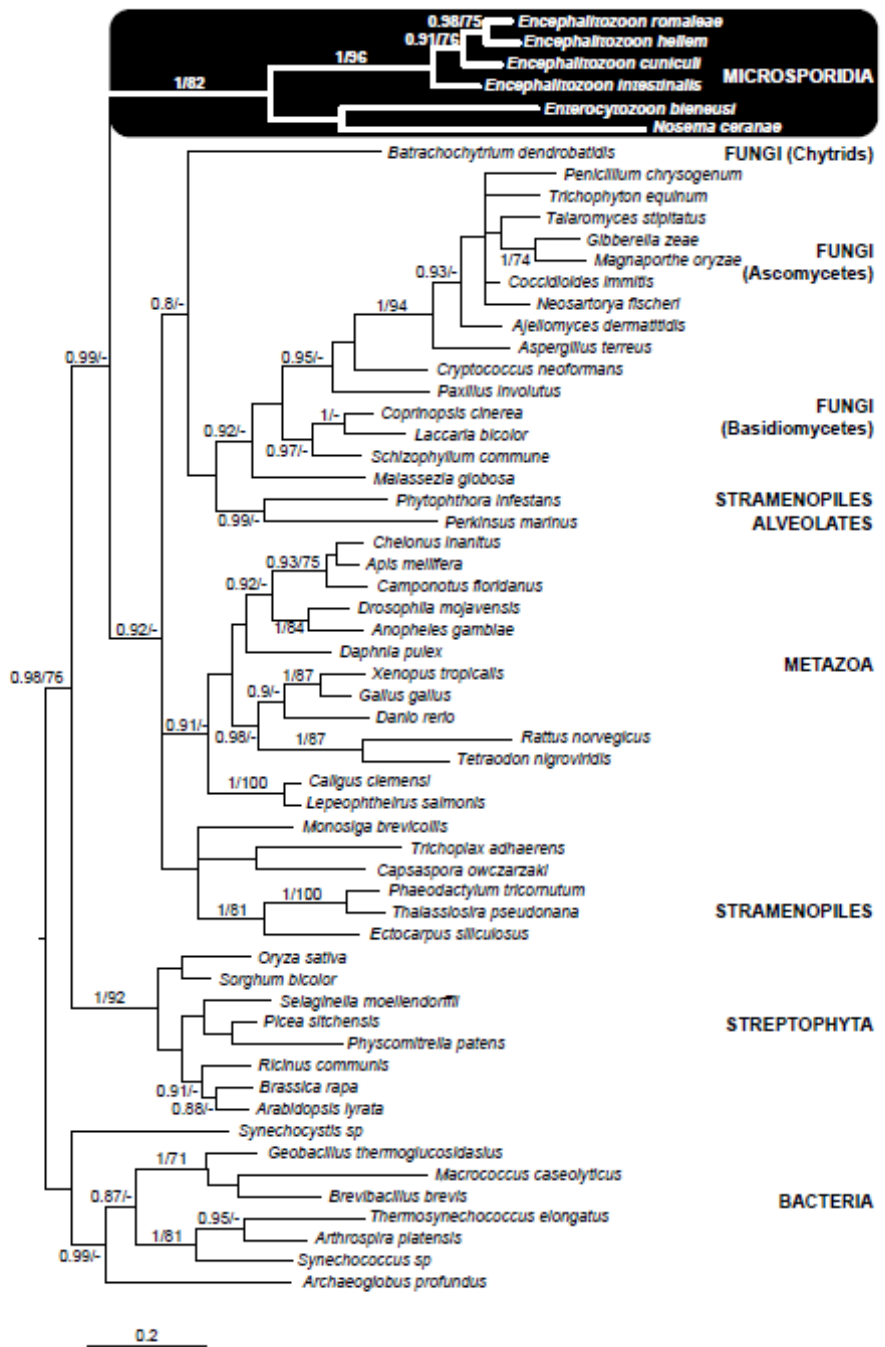 0.98/75 Encephalitozoon romaleae
0.91/76 Encephalitozoon hellem
1/96 Encephalitozoon cuniculi
MICROSPORIDIA
1/82 Encephalitozoon intestinalis
Enterocytozoon bieneusi
Nosema ceranae
Batrachochytrium dendrobatidis FUNGI (Chytrids)
Penicillium chrysogenum
Trichophyton equinum
Talaromyces stipitatus
Gibberella zeae FUNGI
1/74 Magnaporthe oryzae (Ascomycetes)
0.93/- Coccidioides immitis
0.8/- 1/94 Neosartorya fischeri
Ajellomyces dermatitidis
Aspergillus terreus
0.99/- 0.95/- Cryptococcus neoformans
Paxillus involutus
1/- Coprinopsis cinerea FUNGI
0.92/- Laccaria bicolor (Basidiomycetes)
0.97/- Schizophyllum commune
Malassezia globosa
Phytophthora infestans STRAMENOPILES
0.99/- Perkinsus marinus ALVEOLATES
Chelonus inanitus
0.93/75 Apis mellifera
0.92/- Camponotus floridanus
Drosophila mojavensis
0.92/- 1/84 Anopheles gambiae
Daphnia pulex METAZOA
0.98/76 1/87 Xenopus tropicalis
0.9/- Gallus gallus
Danio rerio
0.91/- 0.98/- 1/87 Rattus norvegicus
Tetraodon nigroviridis
1/100 Caligus clemensi
Lepeophtheirus salmonis
Monosiga brevicollis
Trichoplax adhaerens
Capsaspora owczarzaki
1/100 Phaeodactylum tricornutum
1/81 Thalassiosira pseudonana STRAMENOPILES
Ectocarpus siliculosus
Oryza sativa
Sorghum bicolor
1/92 Selaginella moellendorffii
Picea sitchensis STREPTOPHYTA
Physcomitrella patens
Ricinus communis
0.91/- Brassica rapa
0.88/- Arabidopsis lyrata
Synechocystis sp
1/71 Geobacillus thermoglucosidasius
Macrococcus caseolyticus
0.87/- Brevibacillus brevis BACTERIA
0.95/- Thermosynechococcus elongatus
1/81 Arthrospira platensis
0.99/- Synechococcus sp
Archaeoglobus profundus
0.2